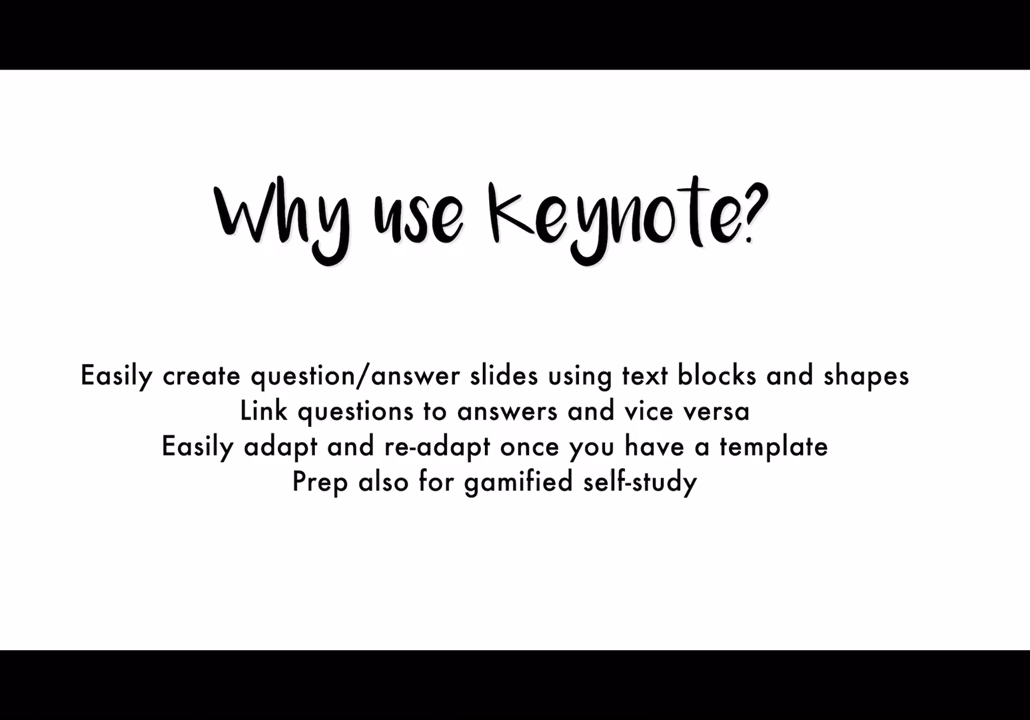 Why use Keynote?
Easily create question/answer slides using text blocks and shapes
Link questions to answers and vice versa
Easily adapt and re-adapt once you have a template
Prep also for gamified self-study